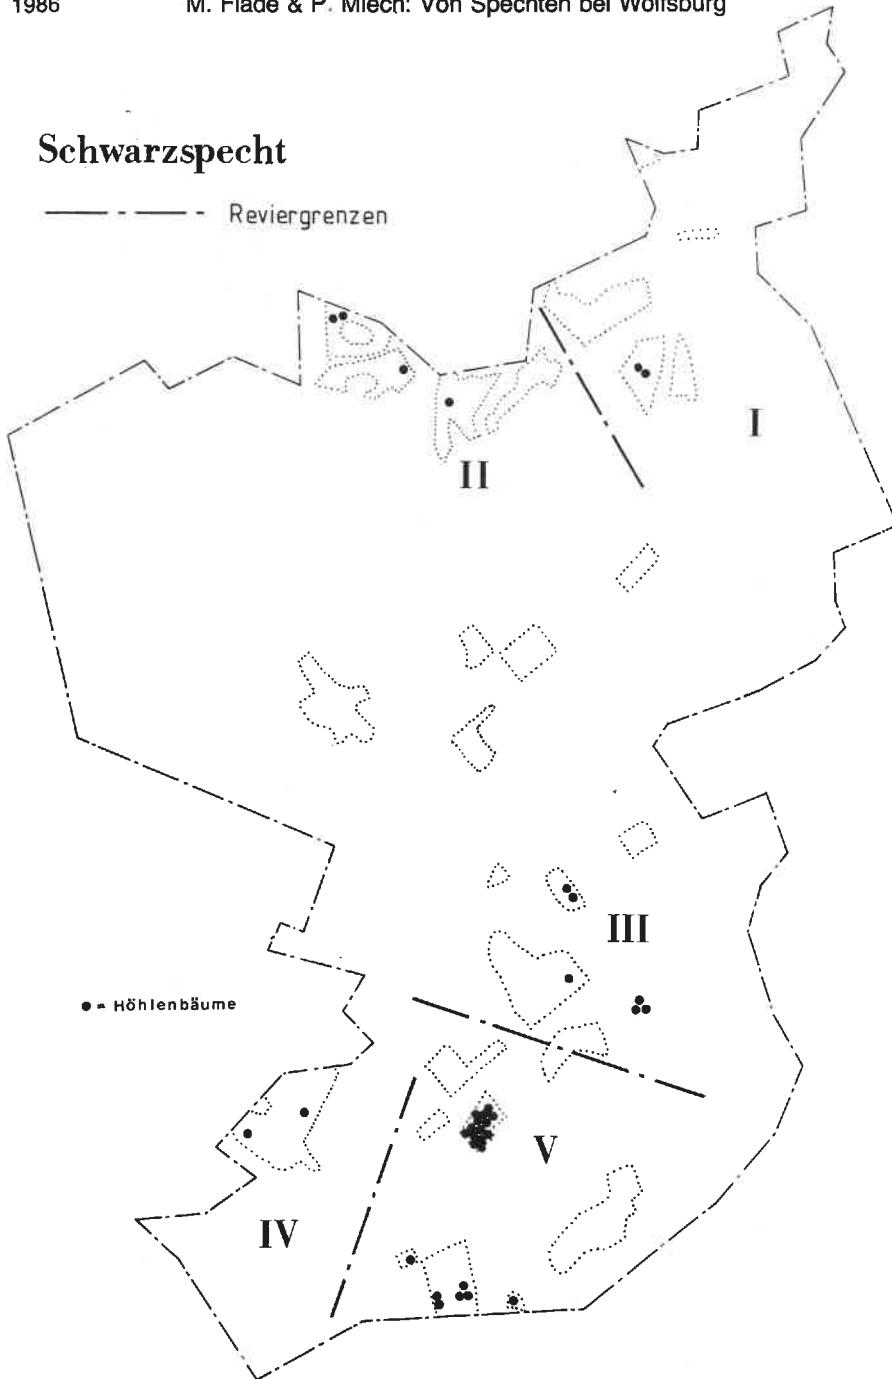 1986 M. Flade & P. Miech: Von Spechten bei Wolfsburg
Schwarzspecht
Reviergrenzen
I
II
III
● = Höhlenbäume
V
IV